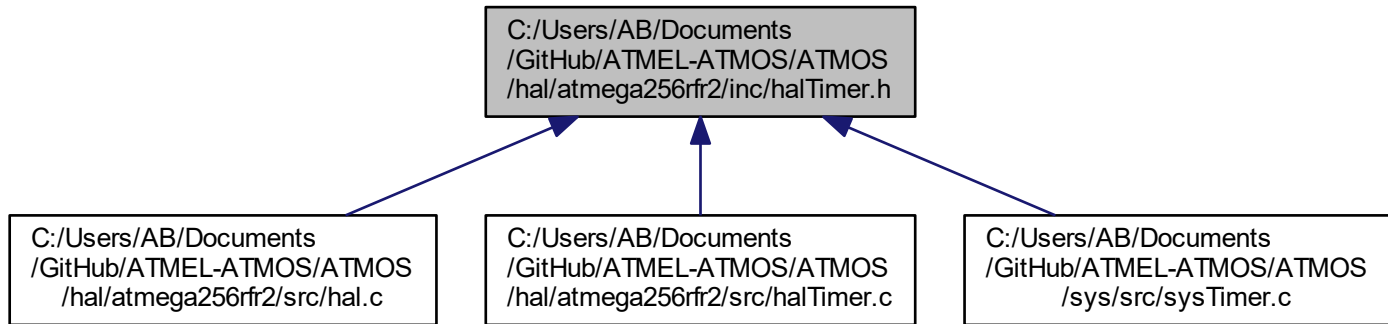 C:/Users/AB/Documents
/GitHub/ATMEL-ATMOS/ATMOS
/hal/atmega256rfr2/inc/halTimer.h
C:/Users/AB/Documents
/GitHub/ATMEL-ATMOS/ATMOS
/hal/atmega256rfr2/src/hal.c
C:/Users/AB/Documents
/GitHub/ATMEL-ATMOS/ATMOS
/hal/atmega256rfr2/src/halTimer.c
C:/Users/AB/Documents
/GitHub/ATMEL-ATMOS/ATMOS
/sys/src/sysTimer.c